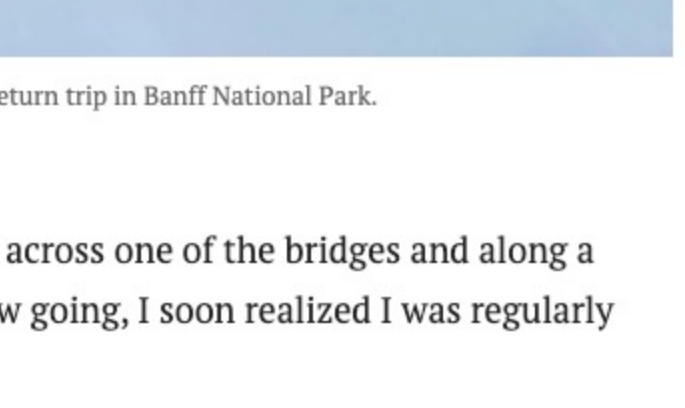 eturn trip in Banff National Park.
across one of the bridges and along a
w going, I soon realized I was regularly